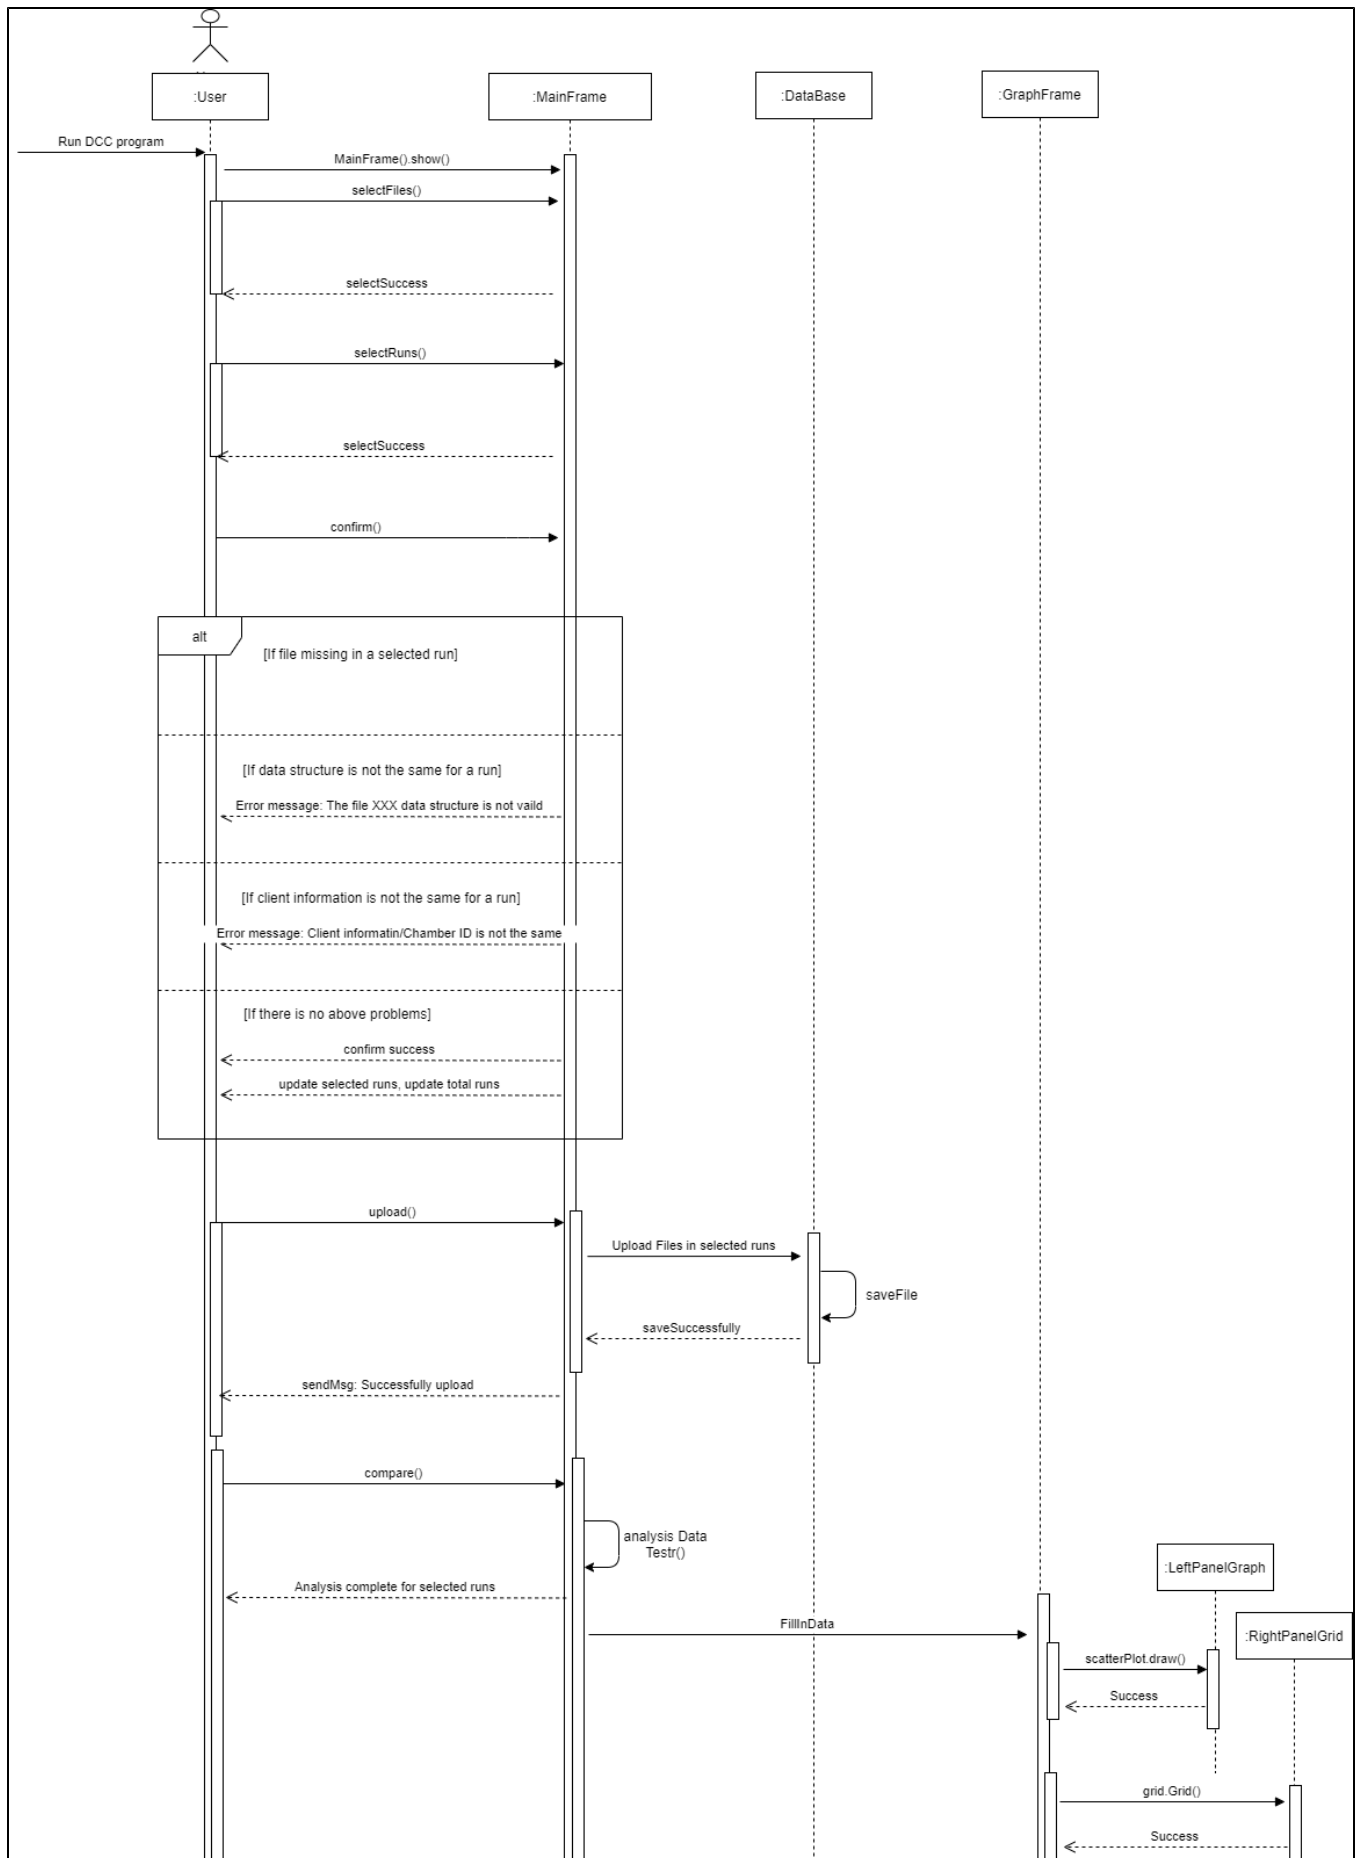 :User
:MainFrame
:DataBase
:GraphFrame
Run DCC program
MainFrame().show()
selectFiles()
selectSuccess
selectRuns()
selectSuccess
confirm()
alt
[If file missing in a selected run]
[If data structure is not the same for a run]
Error message: The file XXX data structure is not vaild
[If client information is not the same for a run]
Error message: Client informatin/Chamber ID is not the same
[If there is no above problems]
confirm success
update selected runs, update total runs
upload()
Upload Files in selected runs
saveFile
saveSuccessfully
sendMsg: Successfully upload
compare()
analysis Data
Testr()
:LeftPanelGraph
Analysis complete for selected runs
FillInData
:RightPanelGrid
scatterPlot.draw()
Success
grid.Grid()
Success